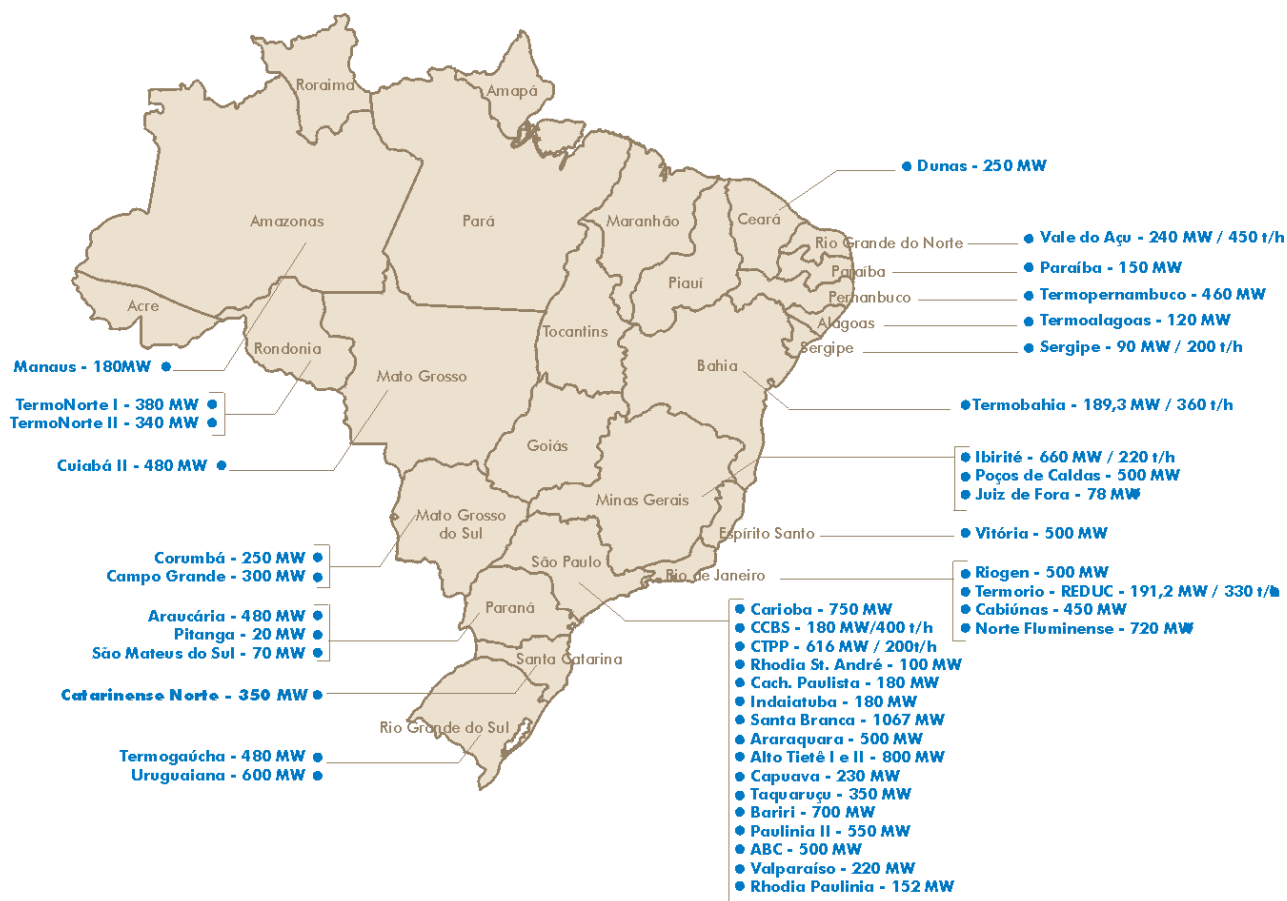 Roraima
Amapá
Amazonas
Pará
Maranhão
Ceará
Rio Grande do Norte
Paraíba
Piauí
Pernanbuco
Alagoas
Sergipe
Acre
Rondonia
Tocantins
Bahia
Mato Grosso
Goiás
Minas Gerais
Mato Grosso
do Sul
Espírito Santo
São Paulo
Rio de Janeiro
Paraná
Santa Catarina
Rio Grande do Sul
Dunas - 250 MW
Vale do Açu - 240 MW / 450 t/h
Paraíba - 150 MW
Termopernambuco - 460 MW
Termoalagoas - 120 MW
Sergipe - 90 MW / 200 t/h
Termobahia - 189,3 MW / 360 t/h
Ibirité - 660 MW / 220 t/h
Poços de Caldas - 500 MW
Juiz de Fora - 78 MW
Vitória - 500 MW
Riogen - 500 MW
Termorio - REDUC - 191,2 MW / 330 t/h
Cabiúnas - 450 MW
Norte Fluminense - 720 MW
Manaus - 180MW
TermoNorte I - 380 MW
TermoNorte II - 340 MW
Cuiabá II - 480 MW
Corumbá - 250 MW
Campo Grande - 300 MW
Araucária - 480 MW
Pitanga - 20 MW
São Mateus do Sul - 70 MW
Catarinense Norte - 350 MW
Termogaúcha - 480 MW
Uruguaiana - 600 MW
Carioba - 750 MW
CCBS - 180 MW/400 t/h
CTPP - 616 MW / 200t/h
Rhodia St. André - 100 MW
Cach. Paulista - 180 MW
Indaiatuba - 180 MW
Santa Branca - 1067 MW
Araraquara - 500 MW
Alto Tietê I e II - 800 MW
Capuava - 230 MW
Taquaruçu - 350 MW
Bariri - 700 MW
Paulinia II - 550 MW
ABC - 500 MW
Valparaíso - 220 MW
Rhodia Paulinia - 152 MW